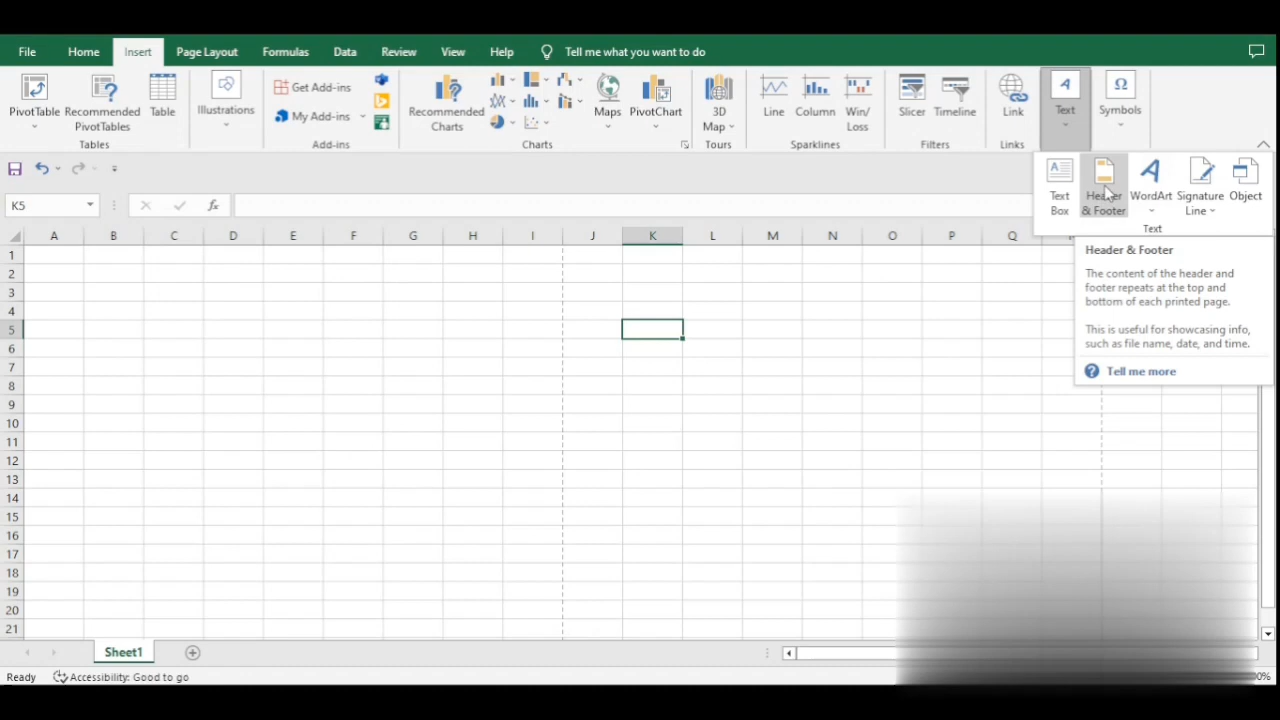 File Home Insert Page Layout Formulas Data Review View Help Tell me what you want to do
PivotTable Recommended PivotTables Table
Tables
Illustrations
Get Add-ins
My Add-ins
Add-ins
Recommended Charts
Maps PivotChart
Charts
3D Map
Tours
Line Column Win/ Loss
Sparklines
Slicer Timeline
Filters
Link
Links
Text
Symbols
Text Box
Header & Footer
WordArt
Signature Line
Object
Text
K5
fx
A B C D E F G H I J K L M N O P Q
Header & Footer
The content of the header and
footer repeats at the top and
bottom of each printed page.
This is useful for showcasing info,
such as file name, date, and time.
Tell me more
1
2
3
4
5
6
7
8
9
10
11
12
13
14
15
16
17
18
19
20
21
Sheet1
Ready Accessibility: Good to go